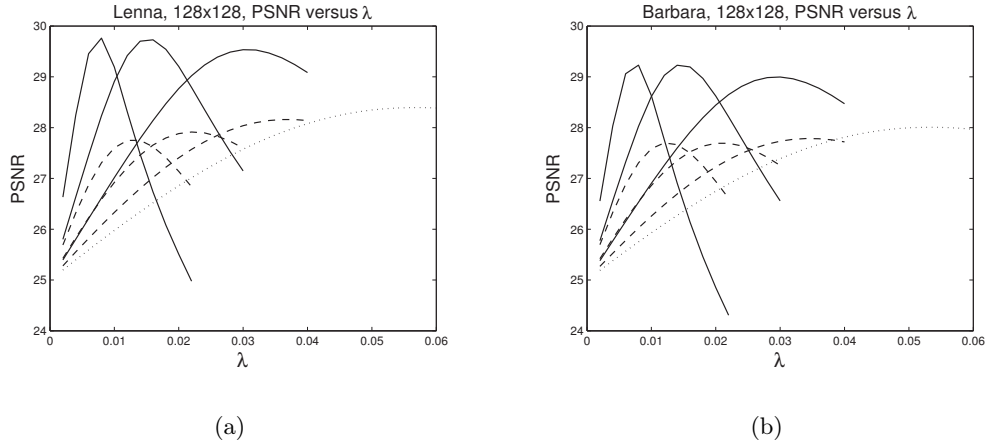 Lenna, 128x128, PSNR versus λ
30
29
28
27
26
25
24
PSNR
0 0.01 0.02 0.03 0.04 0.05 0.06
λ
(a)
Barbara, 128x128, PSNR versus λ
30
29
28
27
26
25
24
PSNR
0 0.01 0.02 0.03 0.04 0.05 0.06
λ
(b)